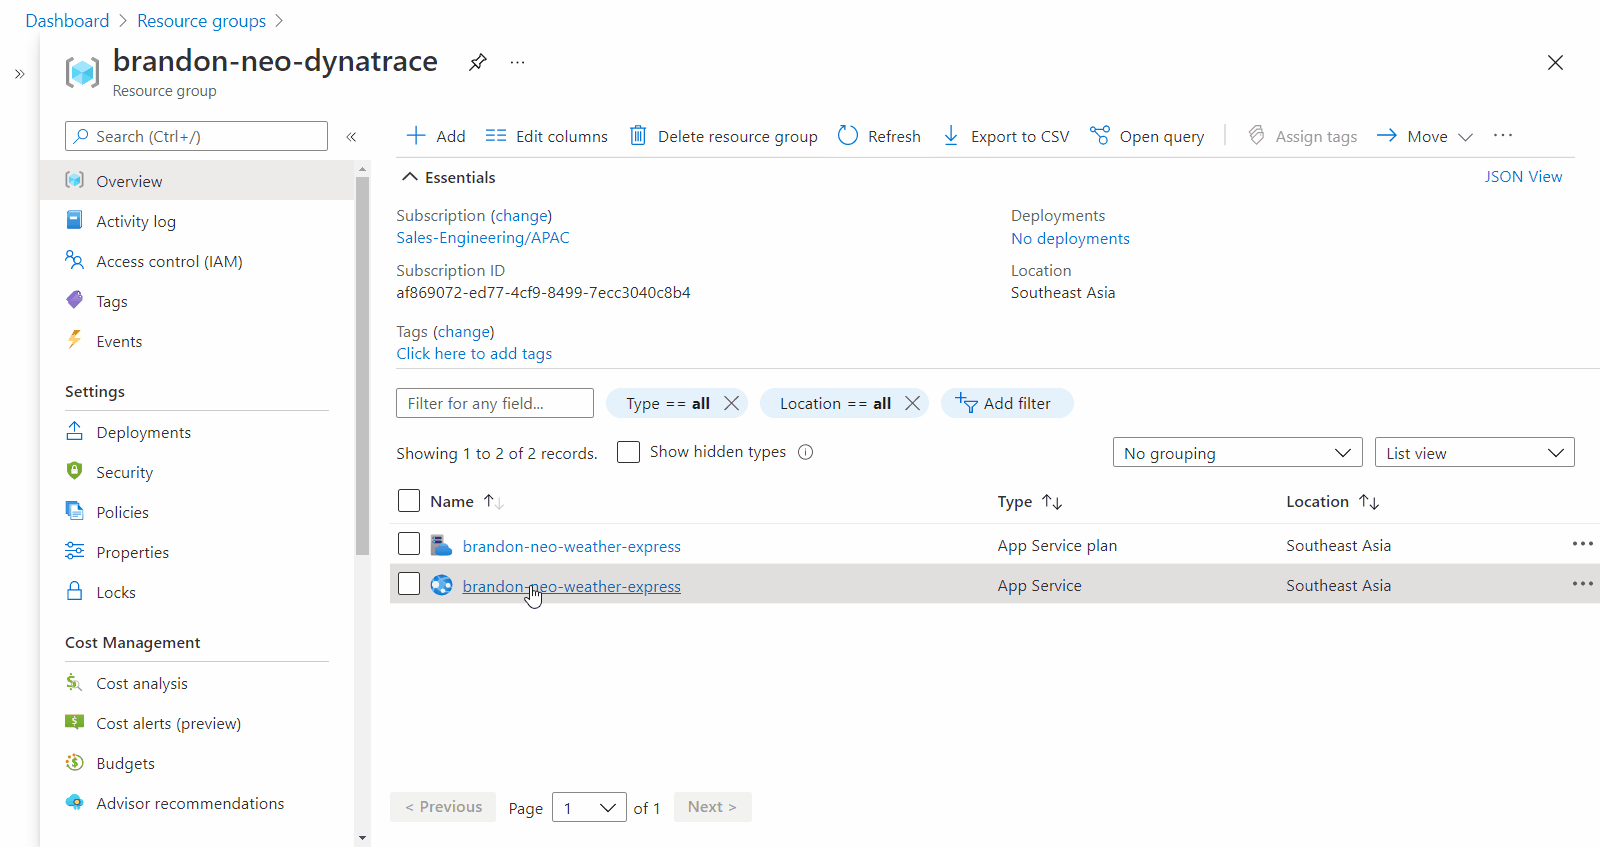 Dashboard > Resource groups >
brandon-neo-dynatrace
Resource group
Search (Ctrl+/)
Overview
Activity log
Access control (IAM)
Tags
Events
Settings
Deployments
Security
Policies
Properties
Locks
Cost Management
Cost analysis
Cost alerts (preview)
Budgets
Advisor recommendations
Add Edit columns Delete resource group Refresh Export to CSV Open query Assign tags Move
Essentials JSON View
Subscription (change)
Sales-Engineering/APAC
Subscription ID
af869072-ed77-4cf9-8499-7ecc3040c8b4
Deployments
No deployments
Location
Southeast Asia
Tags (change)
Click here to add tags
Filter for any field... Type == all Location == all Add filter
Showing 1 to 2 of 2 records. Show hidden types No grouping List view
Name Type Location
brandon-neo-weather-express App Service plan Southeast Asia
brandon-neo-weather-express App Service Southeast Asia
< Previous Page 1 of 1 Next >